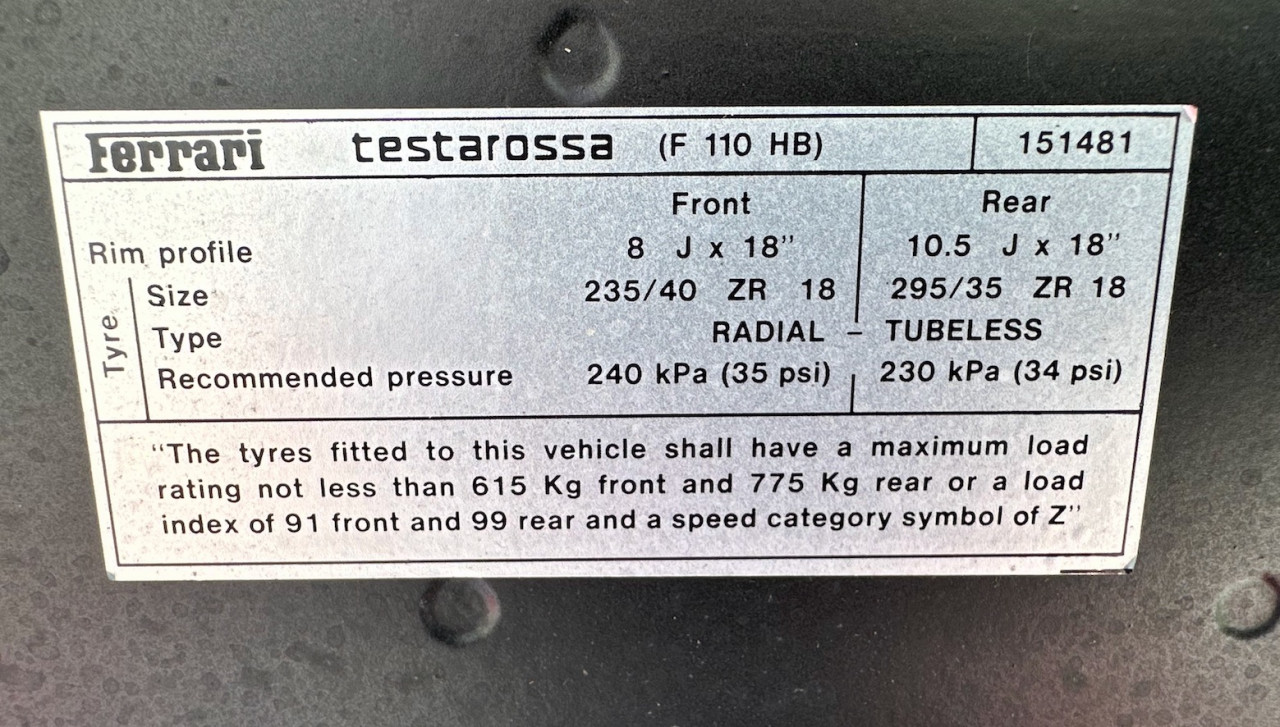 Ferrari testarossa (F 110 HB) 151481
Front Rear
Rim profile 8 J x 18" 10.5 J x 18"
Tyre
Size 235/40 ZR 18 295/35 ZR 18
Type RADIAL – TUBELESS
Recommended pressure 240 kPa (35 psi) 230 kPa (34 psi)
"The tyres fitted to this vehicle shall have a maximum load
rating not less than 615 Kg front and 775 Kg rear or a load
index of 91 front and 99 rear and a speed category symbol of Z"